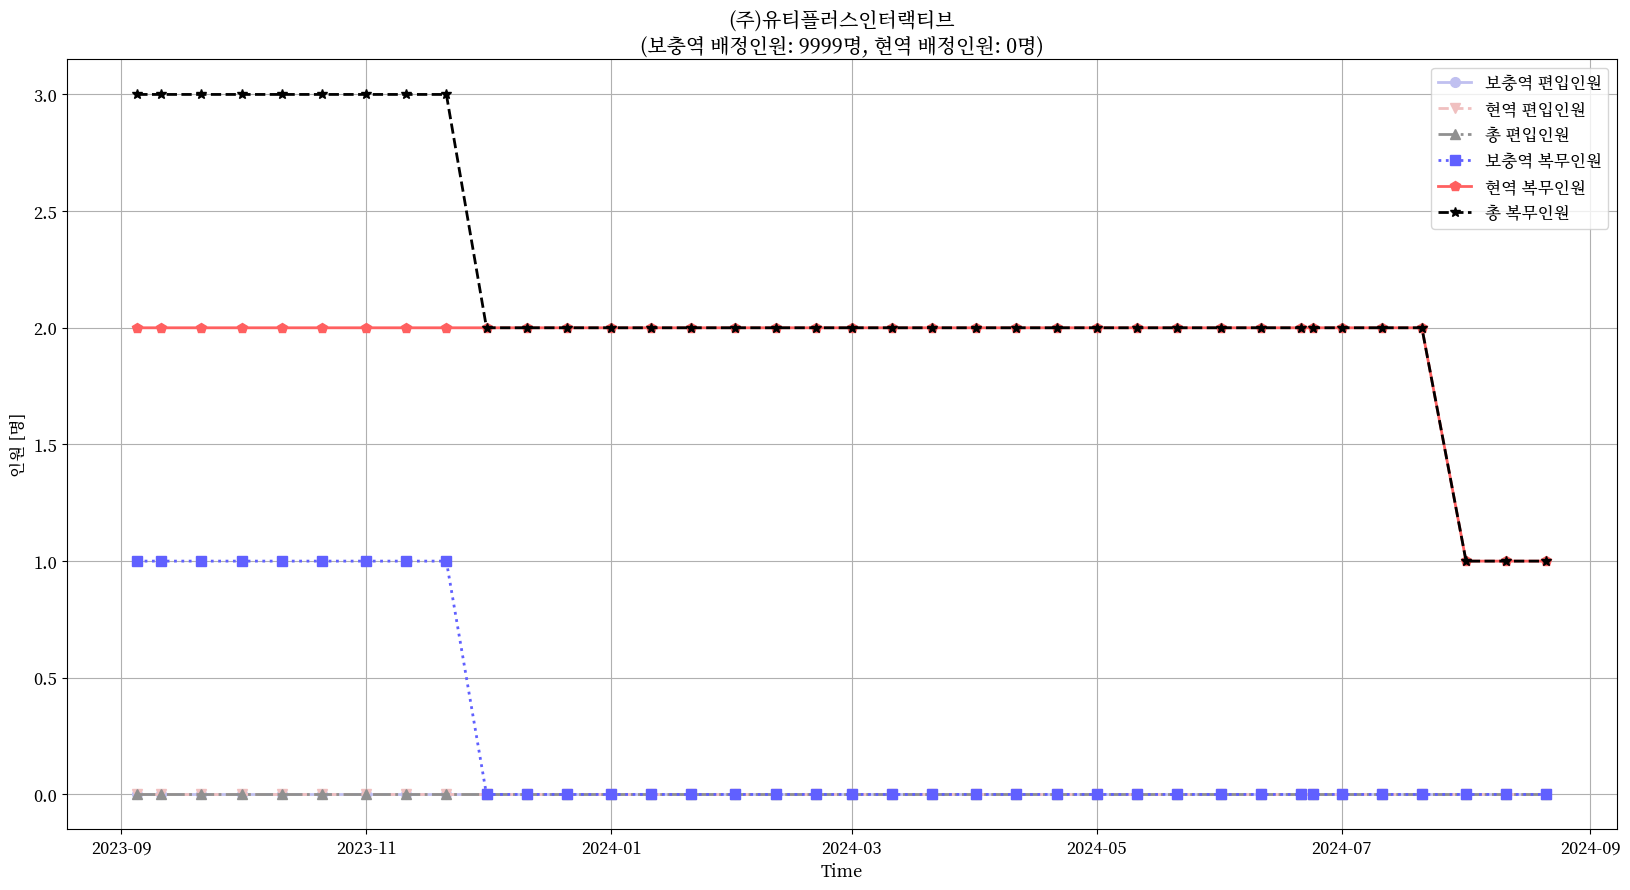 (주)유티플러스인터랙티브
(보충역 배정인원: 9999명, 현역 배정인원: 0명)
보충역 편입인원
현역 편입인원
총 편입인원
보충역 복무인원
현역 복무인원
총 복무인원
인원 [명]
3.0
2.5
2.0
1.5
1.0
0.5
0.0
2023-09 2023-11 2024-01 2024-03 2024-05 2024-07 2024-09
Time